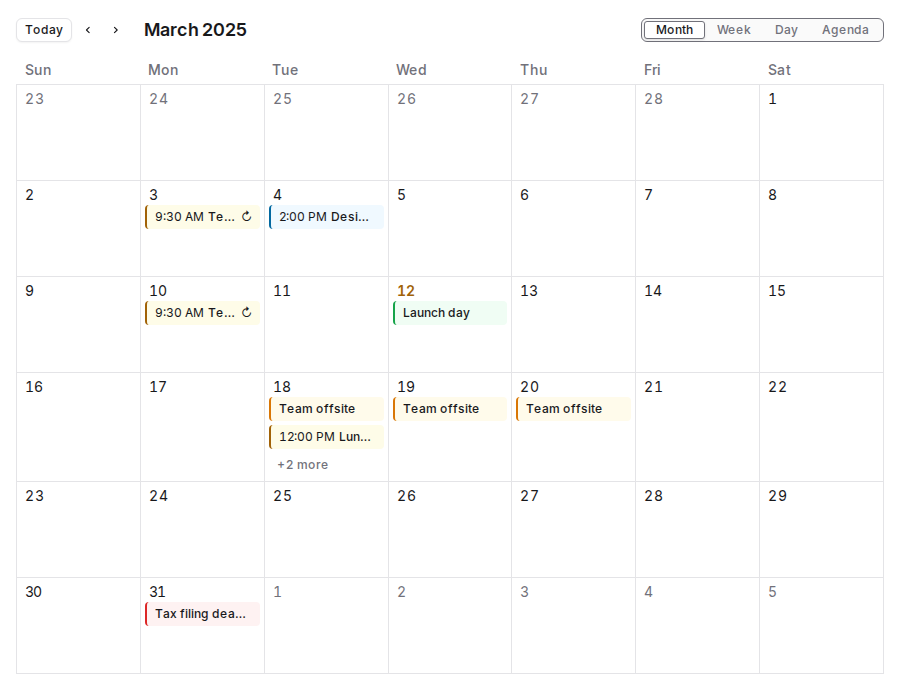 Today ‹ › March 2025 Month Week Day Agenda
Sun Mon Tue Wed Thu Fri Sat
23 24 25 26 27 28 1
2 3 4 5 6 7 8
9:30 AM Te... 2:00 PM Desi...
9 10 11 12 13 14 15
9:30 AM Te... Launch day
16 17 18 19 20 21 22
Team offsite Team offsite Team offsite
12:00 PM Lun...
+2 more
23 24 25 26 27 28 29
30 31 1 2 3 4 5
Tax filing dea...